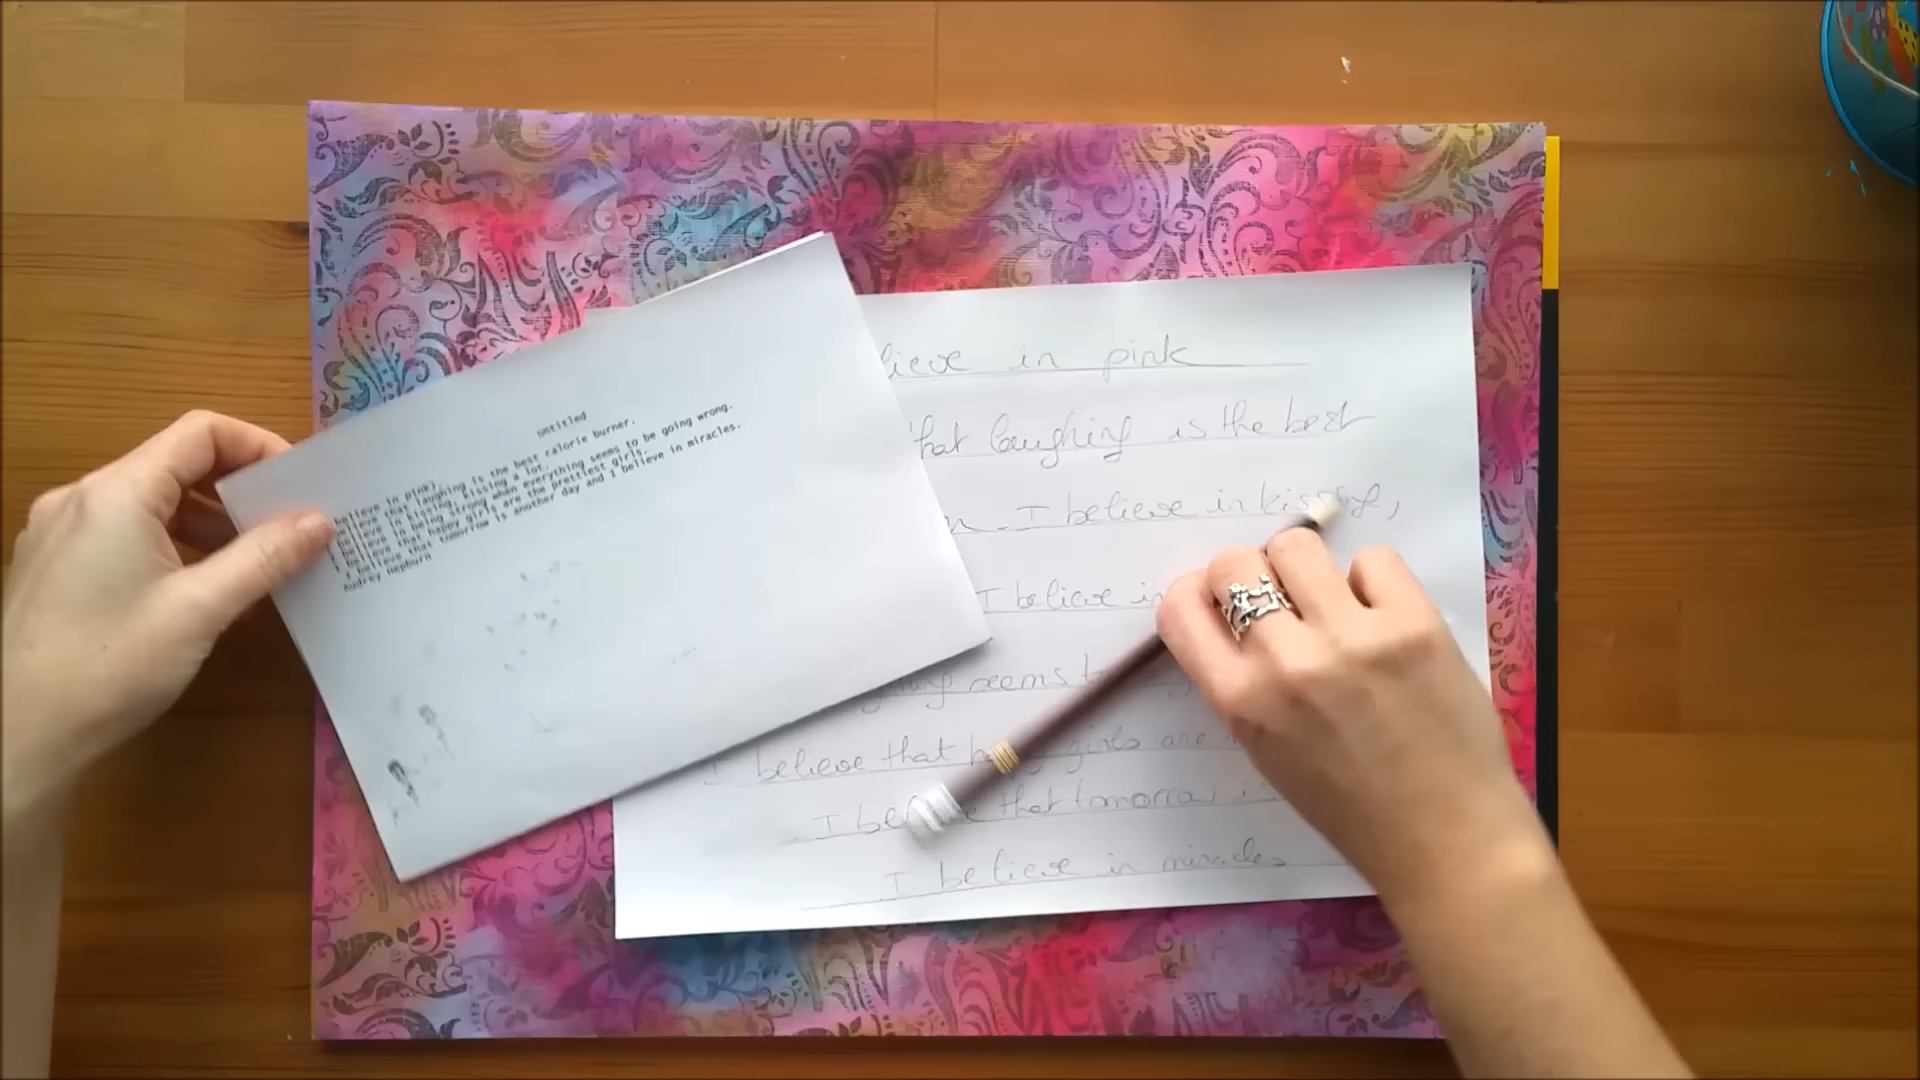 Untitled
believe in pink).
I believe that laughing is the best calorie burner.
I believe in kissing, kissing a lot.
I believe in being strong when everything seems to be going wrong.
I believe that happy girls are the prettiest girls.
I believe that tomorrow is another day and I believe in miracles.
Audrey Hepburn
lieve in pink
that laughing is the best
I believe in kissing,
I believe in
seems
I believe that girls are
I believe that tomorrow
I believe in miracles